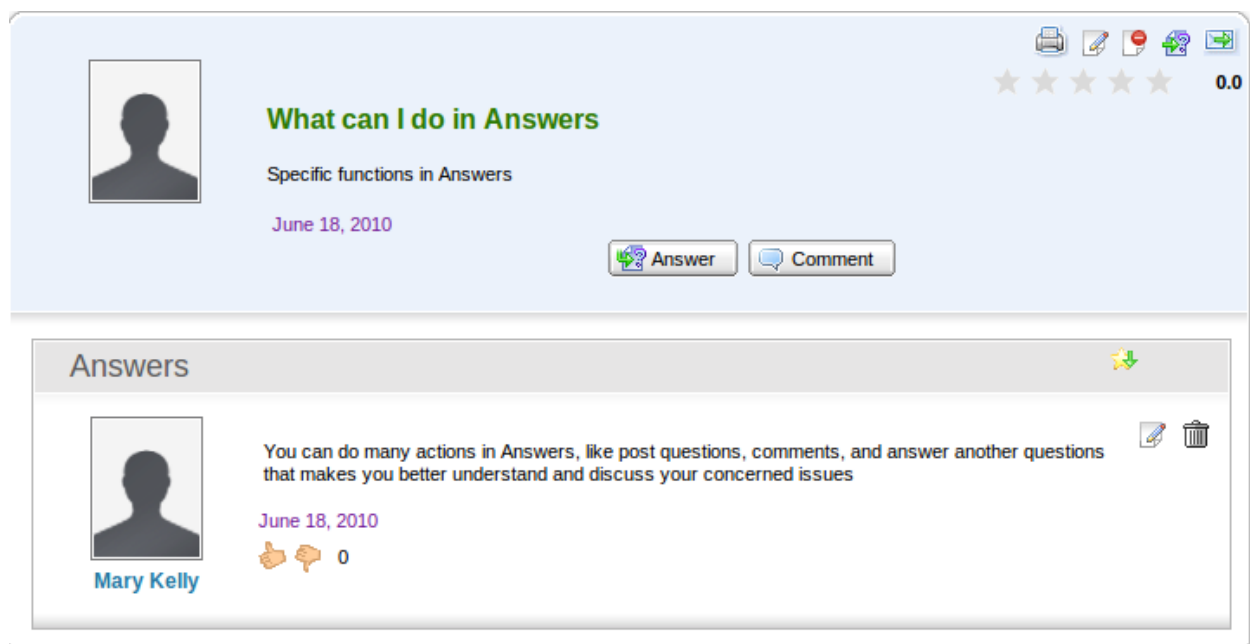 0.0
What can I do in Answers
Specific functions in Answers
June 18, 2010
Answer
Comment
Answers
You can do many actions in Answers, like post questions, comments, and answer another questions
that makes you better understand and discuss your concerned issues
June 18, 2010
0
Mary Kelly